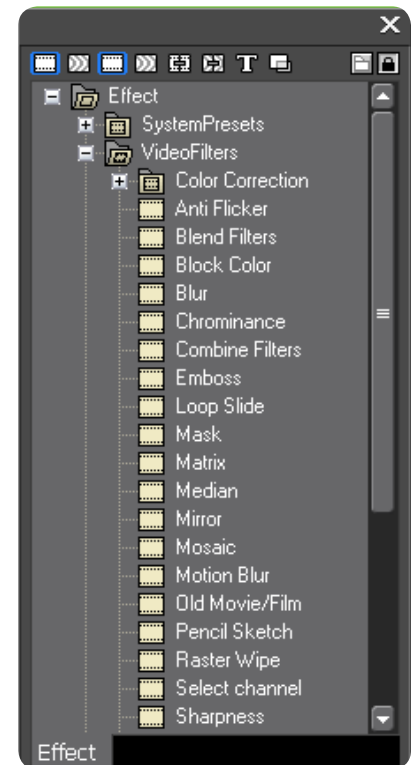 T
Effect
SystemPresets
VideoFilters
Color Correction
Anti Flicker
Blend Filters
Block Color
Blur
Chrominance
Combine Filters
Emboss
Loop Slide
Mask
Matrix
Median
Mirror
Mosaic
Motion Blur
Old Movie/Film
Pencil Sketch
Raster Wipe
Select channel
Sharpness
Effect